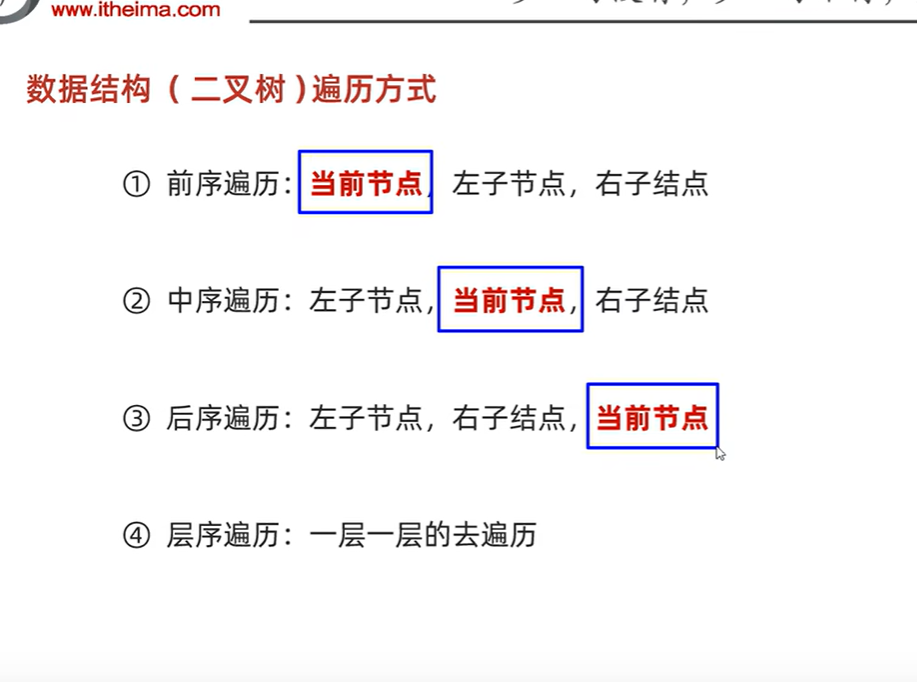 www.itheima.com
数据结构（二叉树)遍历方式
① 前序遍历：当前节点，左子节点，右子结点
② 中序遍历：左子节点，当前节点，右子结点
③ 后序遍历：左子节点，右子结点，当前节点
④ 层序遍历：一层一层的去遍历